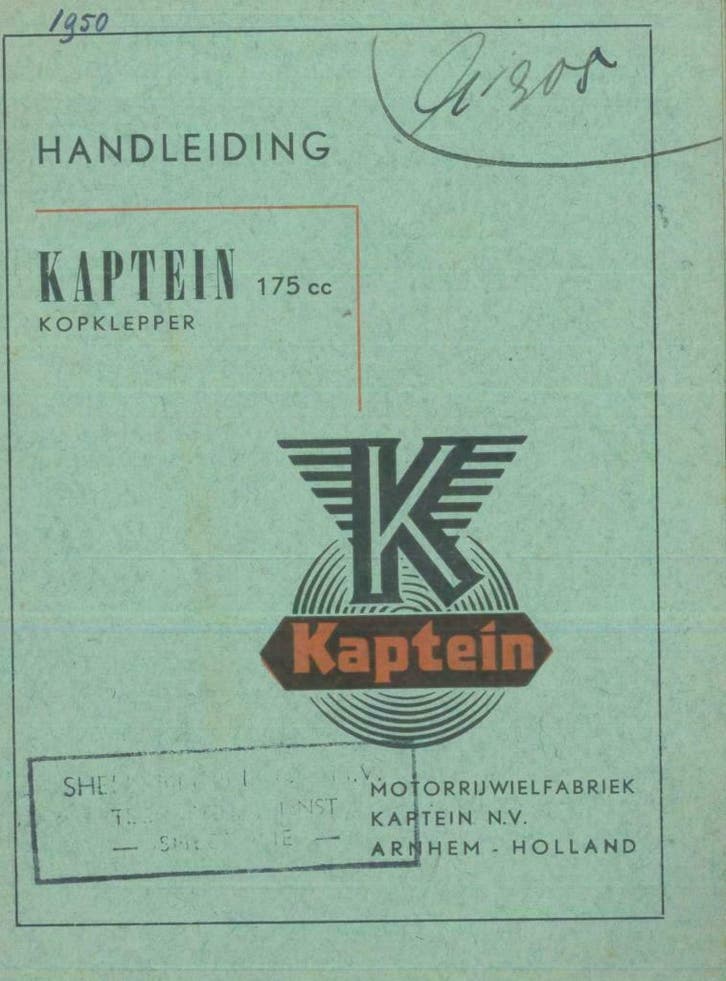 1950
HANDLEIDING
KAPTEIN 175 cc
KOPKLEPPER
K
Kaptein
MOTORRIJWIELFABRIEK
KAPTEIN N.V.
ARNHEM - HOLLAND